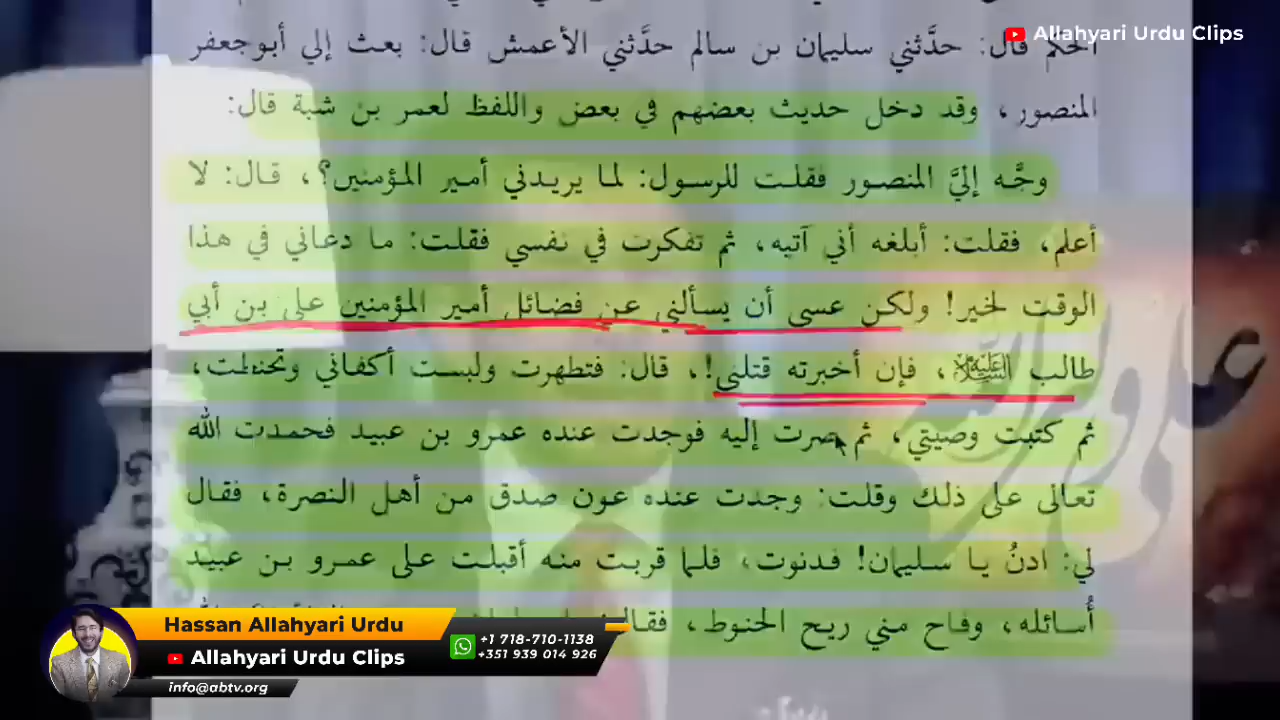 Allahyari Urdu Clips
الحكم قال: حدَّثني سليمان بن سالم حدَّثني الأعمش قال: بعث إلي أبو جعفر
المنصور، وقد دخل حديث بعضهم في بعض واللفظ لعمر بن شبة قال:
وجَّه إليَّ المنصور فقلت للرسول: لما يريدني أمير المؤمنين؟، قال: لا
أعلم، فقلت: أبلغه أني آتيه، ثم تفكرت في نفسي فقلت: ما دعاني في هذا
الوقت لخير! ولكن عسى أن يسألني عن فضائل أمير المؤمنين علي بن أبي
طالب عليه السلام، فإن أخبرته قتلني!، قال: فتطهرت ولبست أكفاني وتحنطت،
ثم كتبت وصيتي، ثم صرت إليه فوجدت عنده عمرو بن عبيد فحمدت الله
تعالى على ذلك وقلت: وجدت عنده عون صدق من أهل النصرة، فقال
لي: ادنُ يا سليمان! فدنوت، فلما قربت منه أقبلت على عمرو بن عبيد
أُسائله، وفاح مني ريح الحنوط، فقال
Hassan Allahyari Urdu
Allahyari Urdu Clips
info@abtv.org
+1 718-710-1138
+351 939 014 926